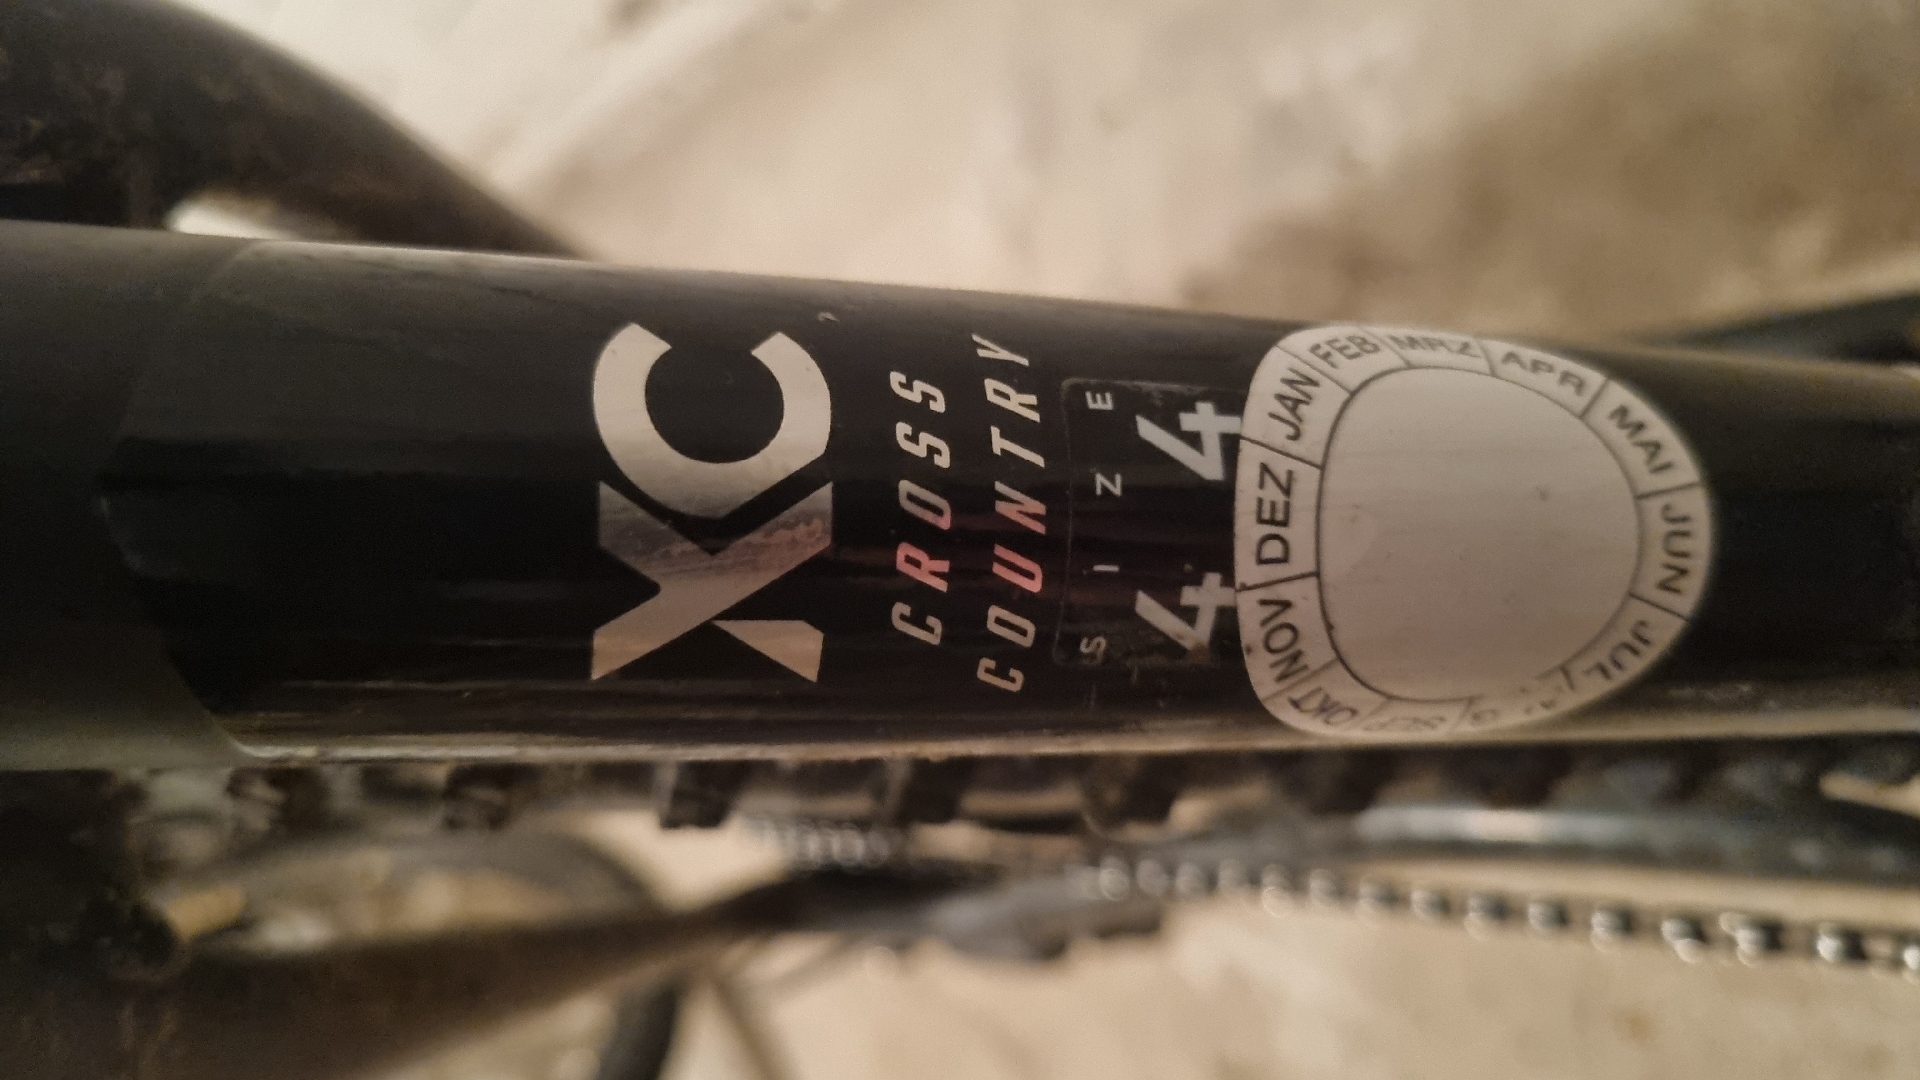 XC
CROSS
COUNTRY
SIZE
44
JAN
FEB
MRZ
APR
MAI
JUN
JUL
OKT
NOV
DEZ